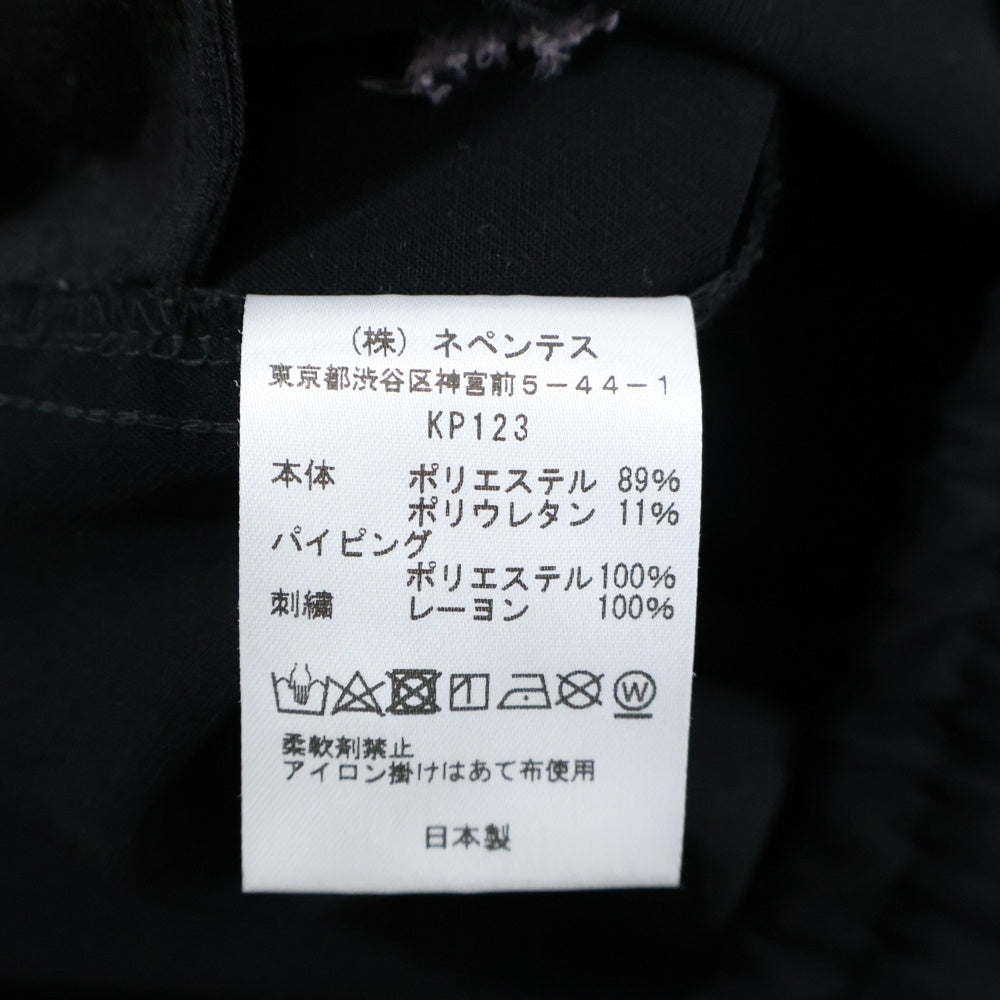 (株) ネペンテス
東京都渋谷区神宮前5-44-1
KP123
本体 ポリエステル 89%
ポリウレタン 11%
パイピング
ポリエステル100%
刺繍 レーヨン 100%
W
柔軟剤禁止
アイロン掛けはあて布使用
日本製